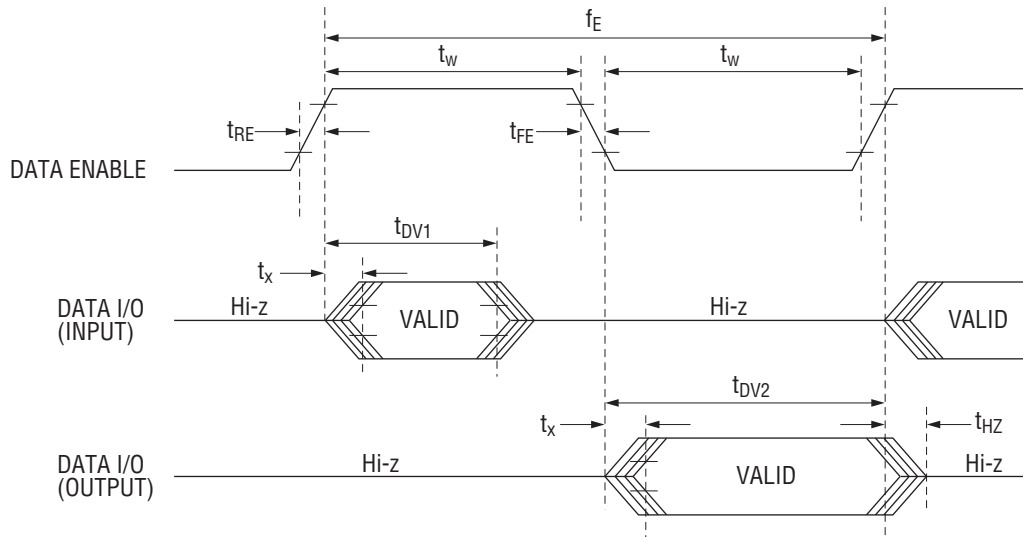 fE
tw tw
tRE tFE
DATA ENABLE
tDV1
tx
DATA I/O
(INPUT)
Hi-z VALID Hi-z VALID
tDV2
tx tHZ
DATA I/O
(OUTPUT)
Hi-z VALID Hi-z